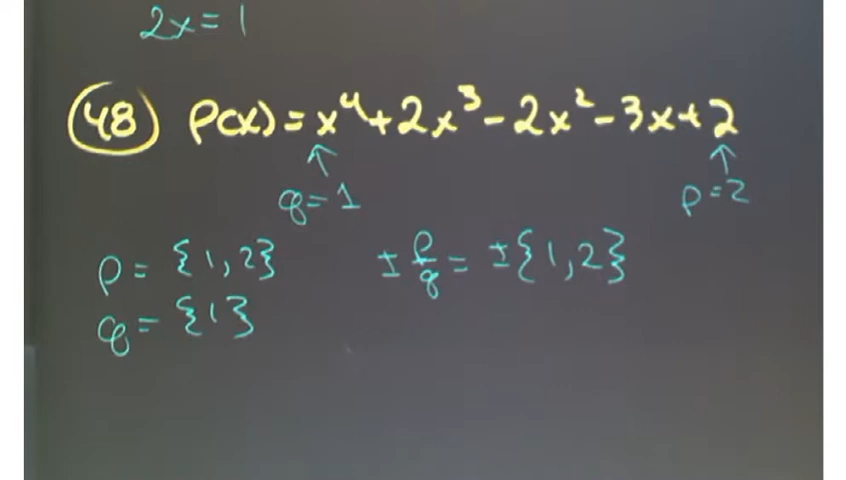 2x = 1
48 P(x) = x⁴ + 2x³ - 2x² - 3x + 2
↑ ↑
q = 1 p = 2
p = {1, 2} ± p/q = ± {1, 2}
q = {1}